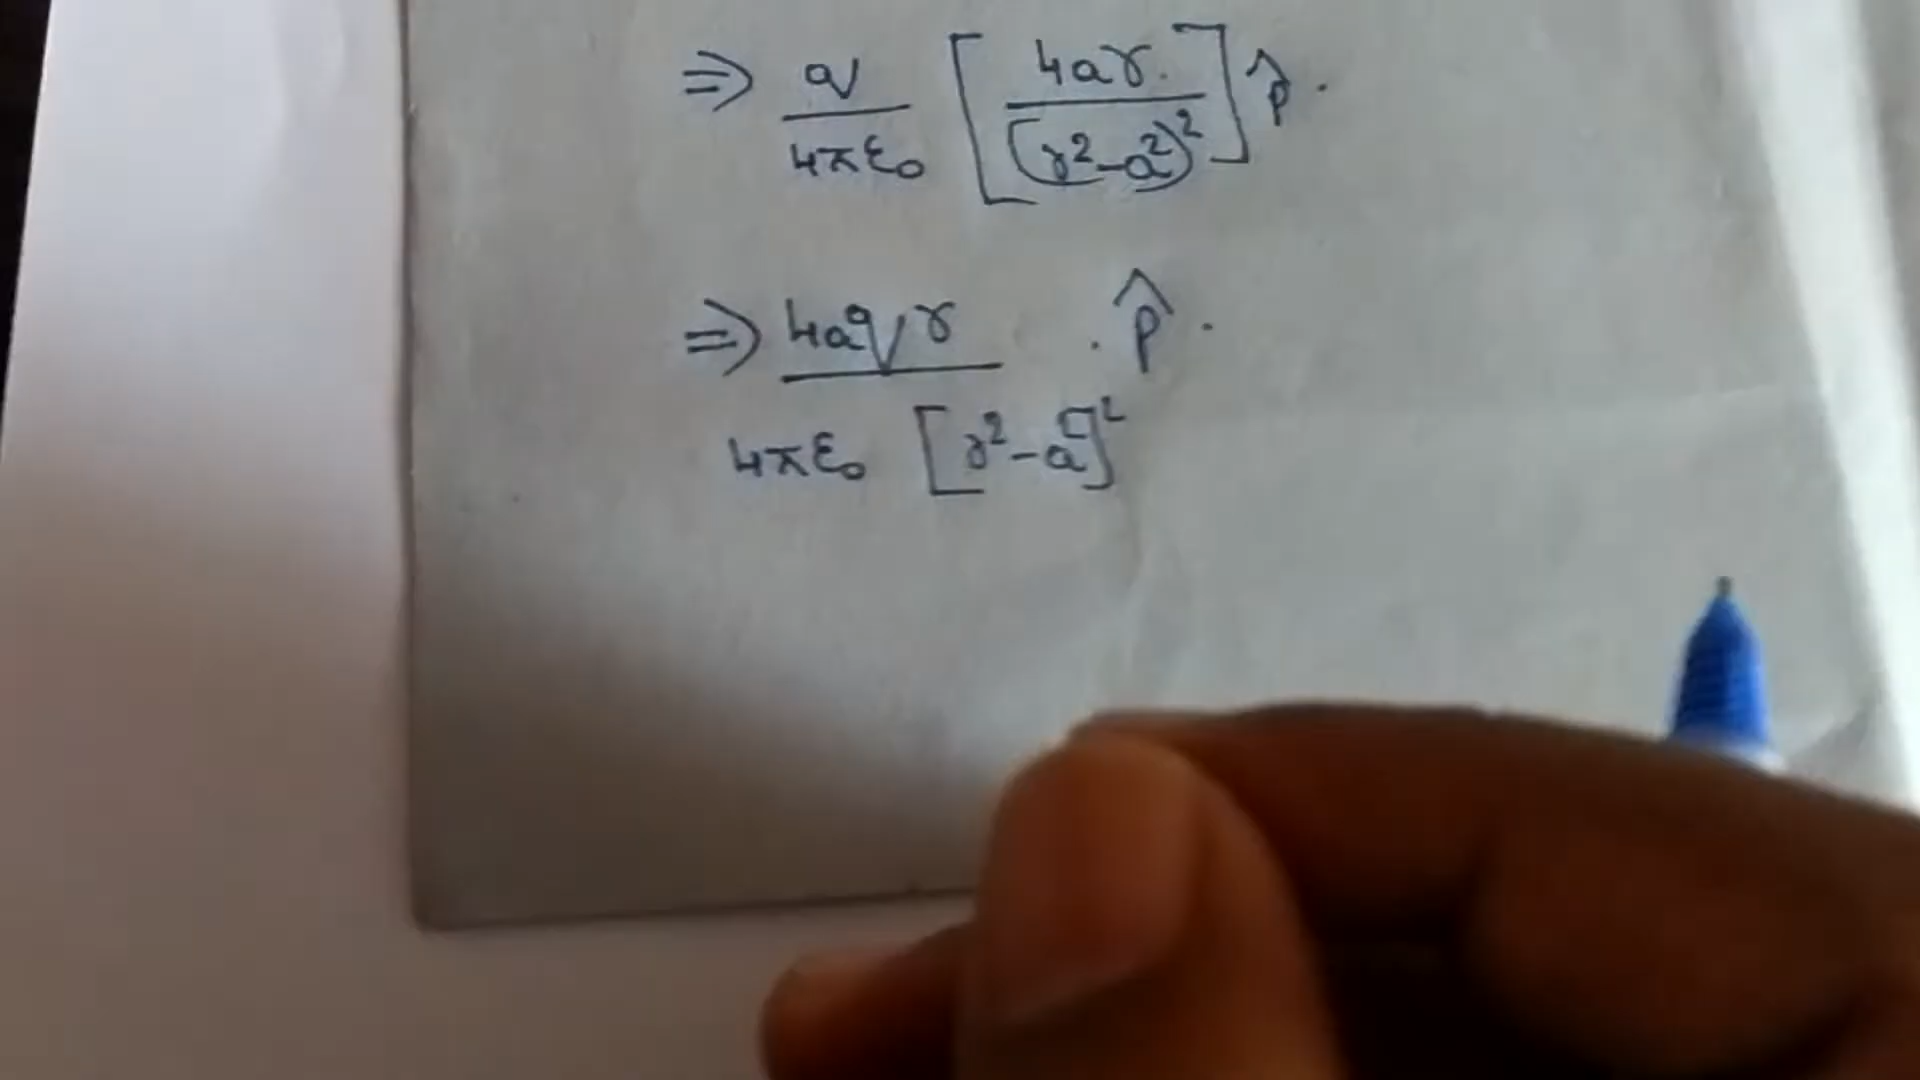 ⇒ q/4πε₀ [4ar/(r²-a²)²] p̂.
⇒ 4aqr/4πε₀ [r²-a²]² . p̂.